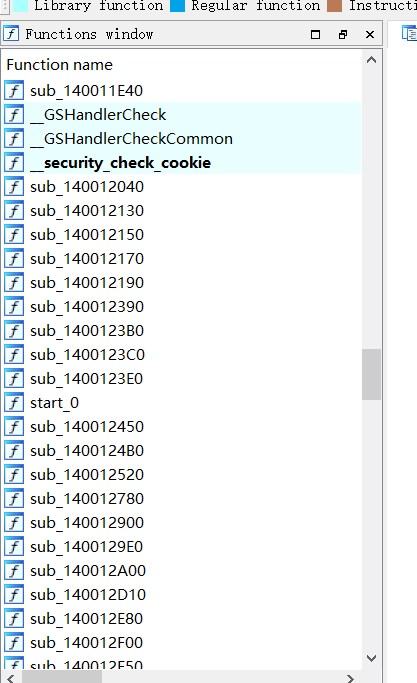 Library function Regular function Instructi
Functions window
Function name
sub_140011E40
__GSHandlerCheck
__GSHandlerCheckCommon
__security_check_cookie
sub_140012040
sub_140012130
sub_140012150
sub_140012170
sub_140012190
sub_140012390
sub_1400123B0
sub_1400123C0
sub_1400123E0
start_0
sub_140012450
sub_1400124B0
sub_140012520
sub_140012780
sub_140012900
sub_1400129E0
sub_140012A00
sub_140012D10
sub_140012E80
sub_140012F00
sub_140012F50